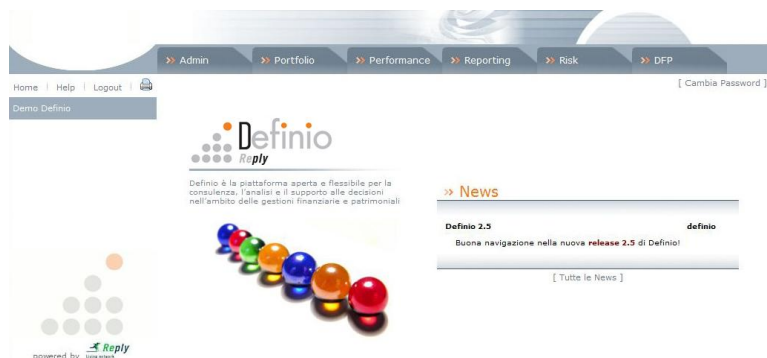 » Admin » Portfolio » Performance » Reporting » Risk » DFP
Home | Help | Logout |
[ Cambia Password ]
Demo Definio
Definio
Reply
Definio è la piattaforma aperta e flessibile per la
consulenza, l'analisi e il supporto alle decisioni
nell'ambito delle gestioni finanziarie e patrimoniali
» News
Definio 2.5 definio
Buona navigazione nella nuova release 2.5 di Definio!
[ Tutte le News ]
powered by Reply